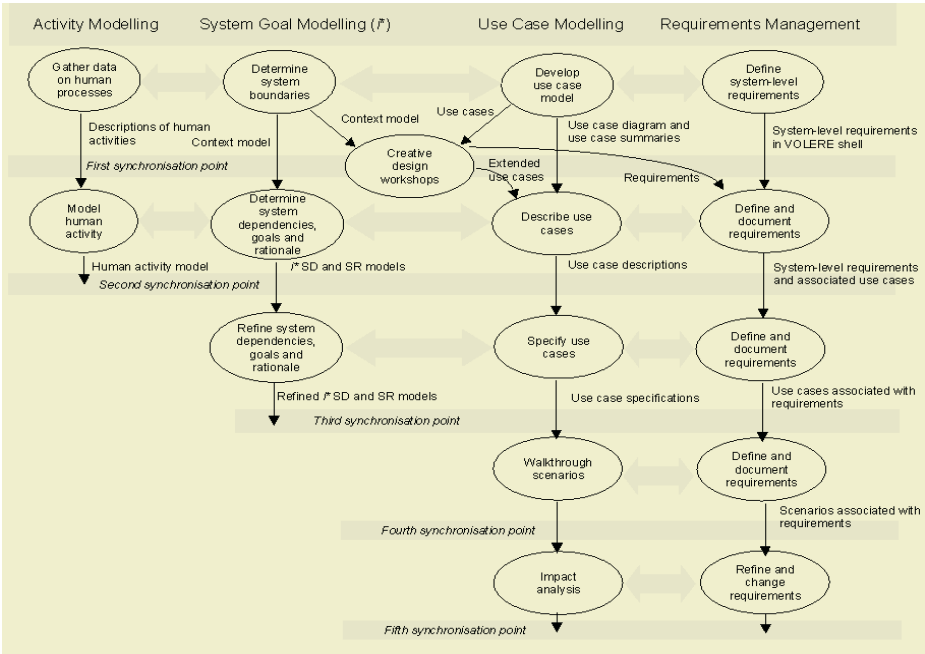 Activity Modelling
System Goal Modelling (i*)
Use Case Modelling
Requirements Management
Gather data
on human
processes
Determine
system
boundaries
Develop
use case
model
Define
system-level
requirements
Descriptions of human
activities
Context model
Context model
Use cases
Use case diagram and
use case summaries
System-level requirements
in VOLERE shell
Creative
design
workshops
First synchronisation point
Extended
use cases
Requirements
Model
human
activity
Determine
system
dependencies,
goals and
rationale
Describe use
cases
Define and
document
requirements
Human activity model
i* SD and SR models
Use case descriptions
System-level requirements
and associated use cases
Second synchronisation point
Refine system
dependencies,
goals and
rationale
Specify use
cases
Define and
document
requirements
Refined i* SD and SR models
Use case specifications
Use cases associated with
requirements
Third synchronisation point
Walkthrough
scenarios
Define and
document
requirements
Scenarios associated with
requirements
Fourth synchronisation point
Impact
analysis
Refine and
change
requirements
Fifth synchronisation point